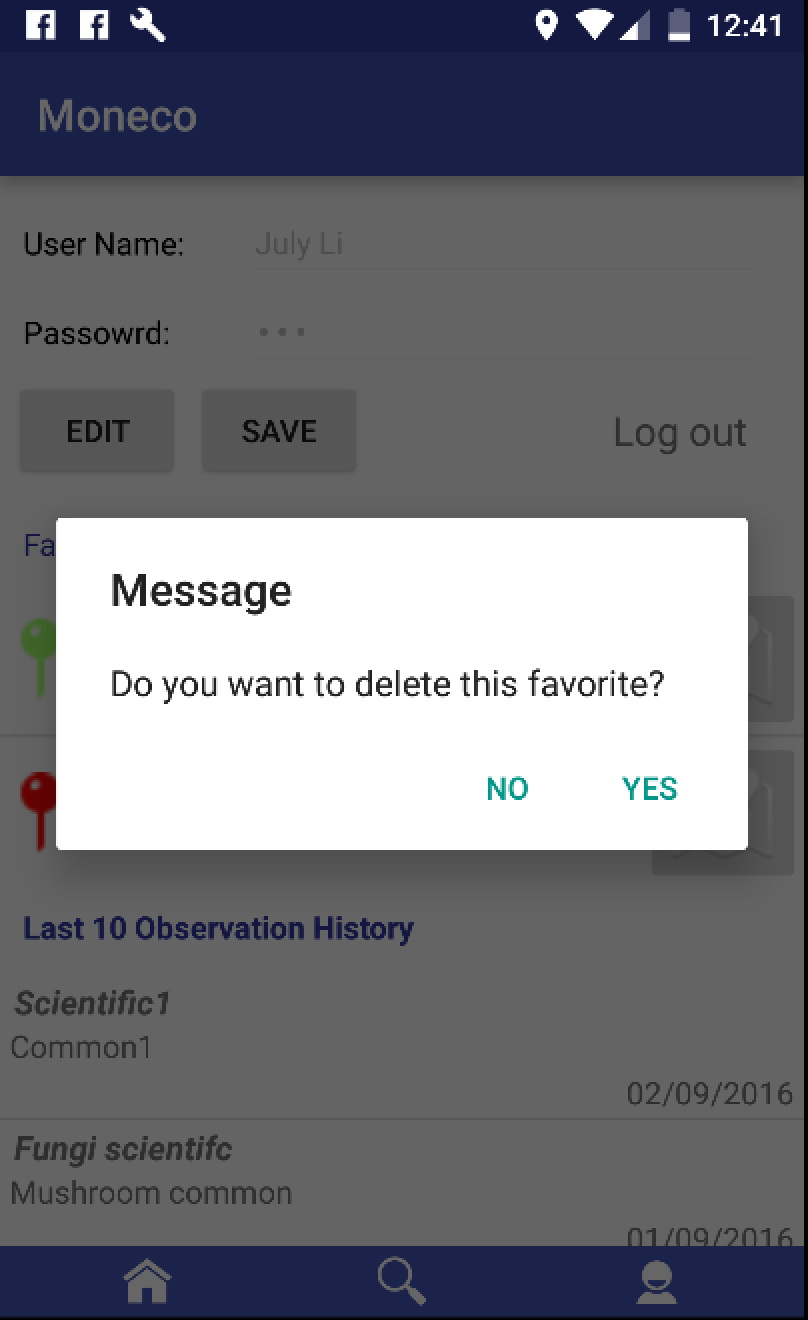 12:41
Moneco
User Name: July Li
Passowrd:
EDIT SAVE Log out
Fa
Message
Do you want to delete this favorite?
NO YES
Last 10 Observation History
Scientific1
Common1
02/09/2016
Fungi scientifc
Mushroom common
01/09/2016